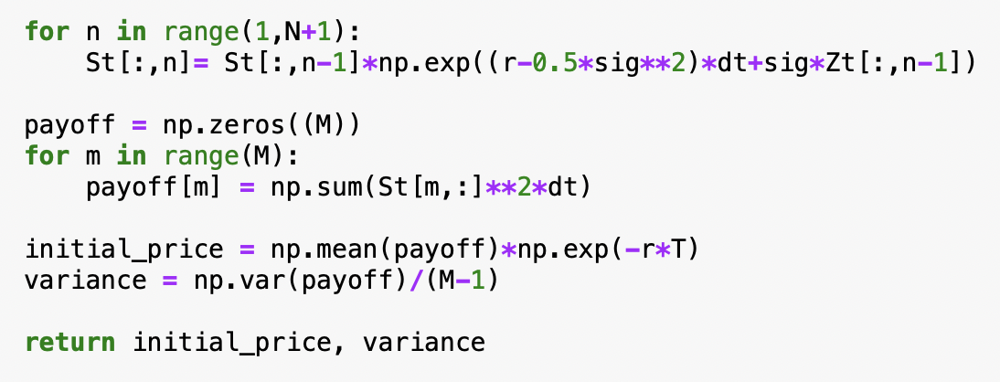 for n in range(1,N+1):
    St[:,n]= St[:,n-1]*np.exp((r-0.5*sig**2)*dt+sig*Zt[:,n-1])

payoff = np.zeros((M))
for m in range(M):
    payoff[m] = np.sum(St[m,:]**2*dt)

initial_price = np.mean(payoff)*np.exp(-r*T)
variance = np.var(payoff)/(M-1)

return initial_price, variance